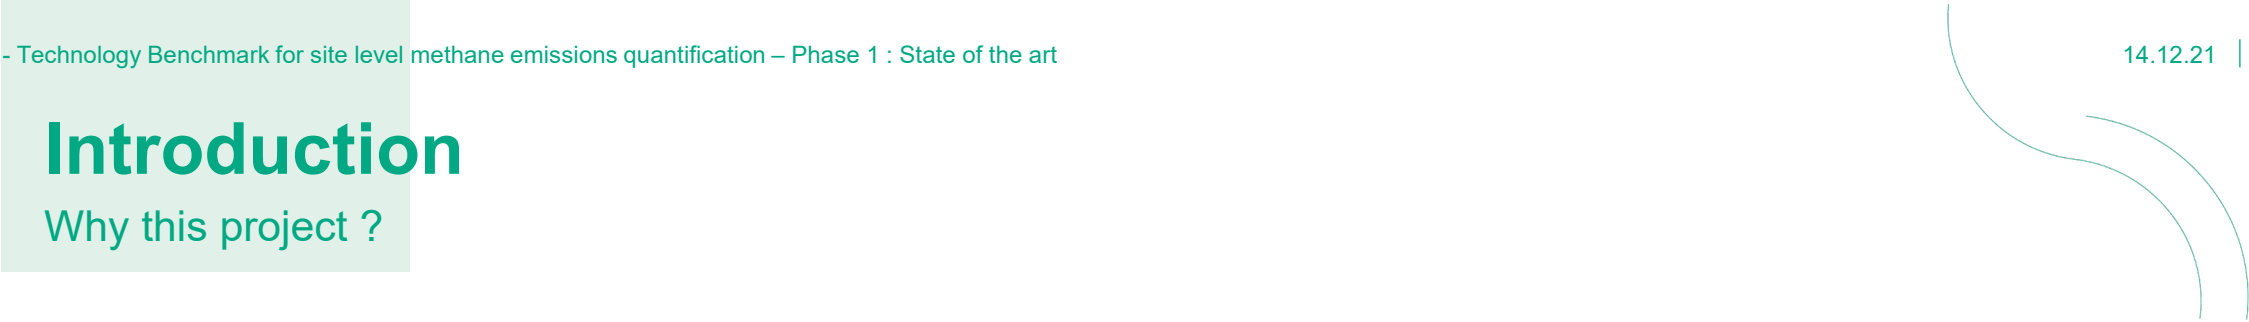 - Technology Benchmark for site level methane emissions quantification – Phase 1 : State of the art
14.12.21
Introduction
Why this project ?